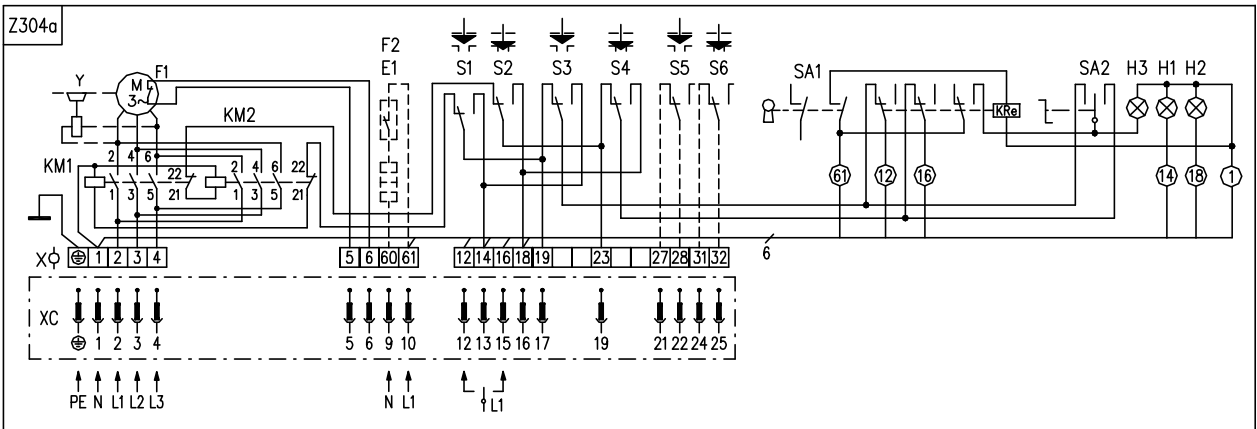 Z304a
F2
E1 S1 S2 S3 S4 S5 S6 SA1 SA2 H3 H1 H2
Y M 3~ F1
KRe
KM2
KM1 2 4 6 22 2 4 6 22
1 3 5 21 1 3 5 21
61 12 16 14 18 1
6
X 1 2 3 4 5 6 60 61 12 14 16 18 19 23 27 28 31 32
XC
1 2 3 4 5 6 9 10 12 13 15 16 17 19 21 22 24 25
PE N L1 L2 L3 N L1 L1